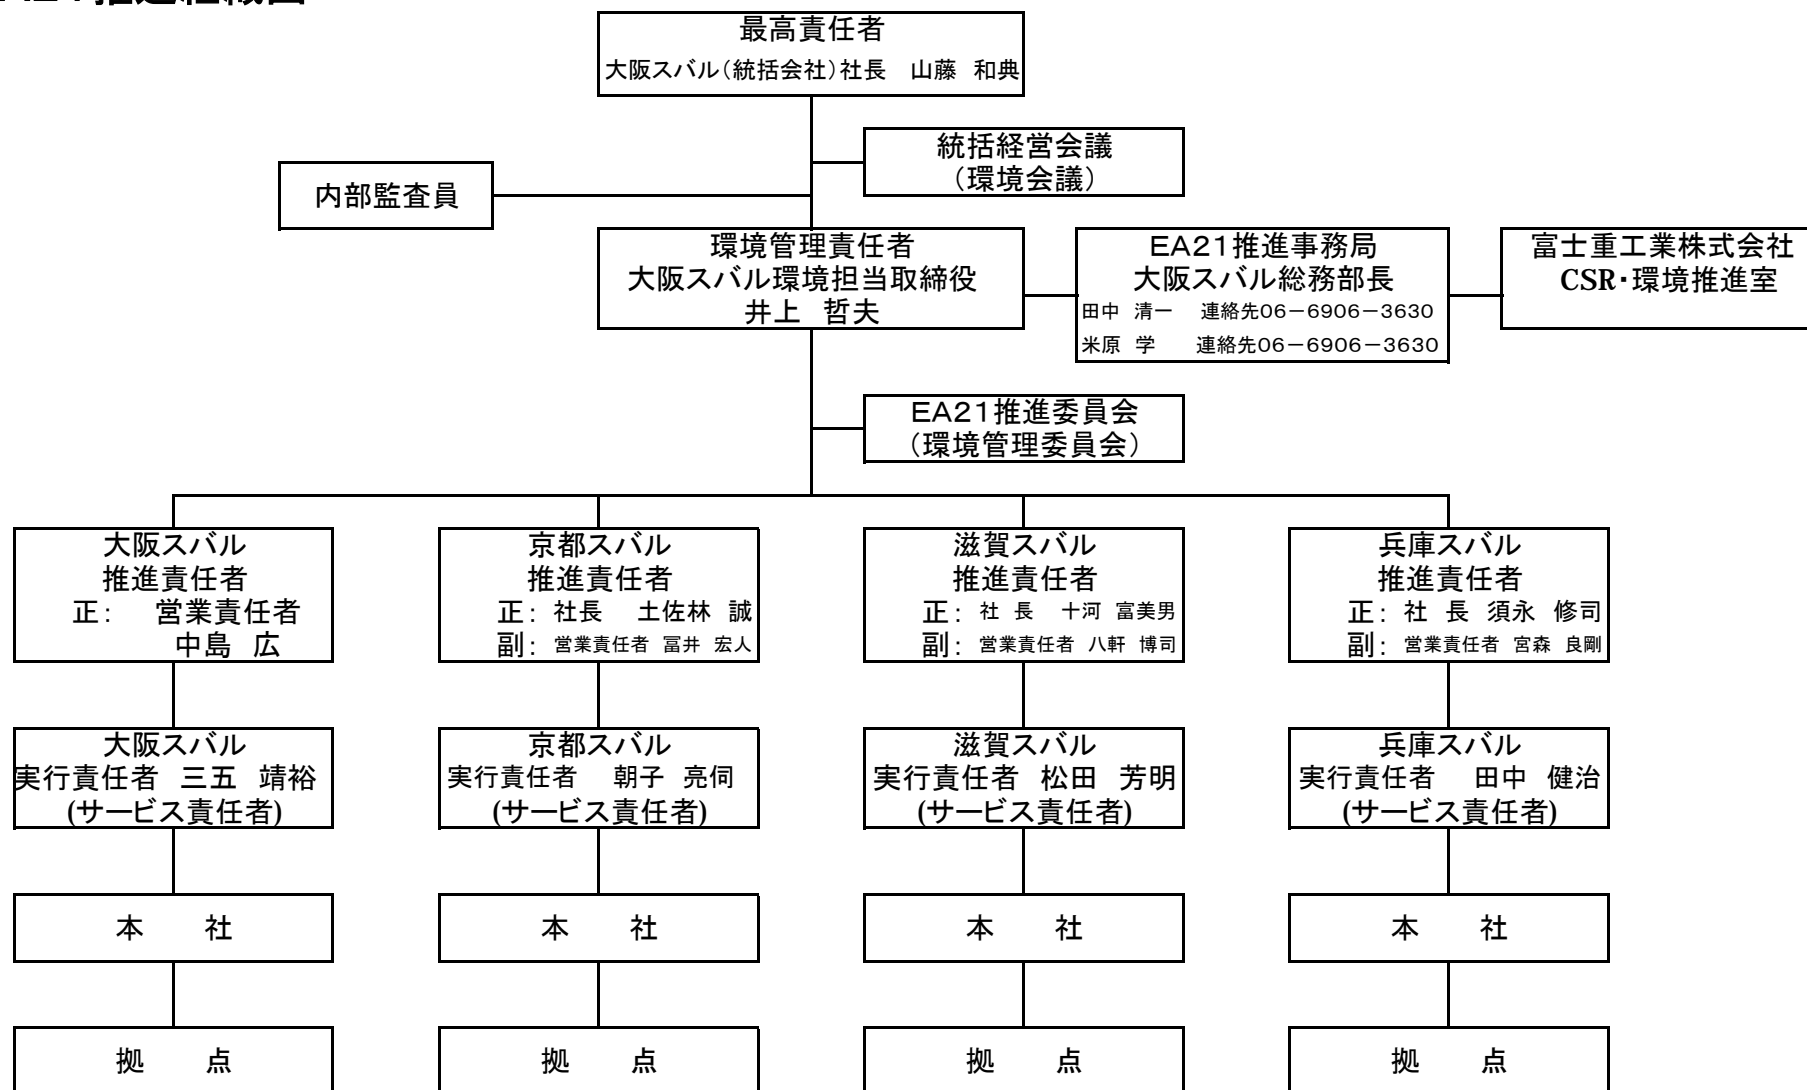 最高責任者
大阪スバル（統括会社）社長　山藤 和典
統括経営会議
（環境会議）
内部監査員
環境管理責任者
大阪スバル環境担当取締役
井上 哲夫
EA21推進事務局
大阪スバル総務部長
田中 清一　連絡先06－6906－3630
米原 学　連絡先06－6906－3630
富士重工業株式会社
CSR・環境推進室
EA21推進委員会
（環境管理委員会）
大阪スバル
推進責任者
正：　営業責任者
中島 広
京都スバル
推進責任者
正：社長　土佐林 誠
副：営業責任者 冨井 宏人
滋賀スバル
推進責任者
正：社 長　十河 富美男
副：営業責任者 八軒 博司
兵庫スバル
推進責任者
正：社 長 須永 修司
副：営業責任者 宮森 良剛
大阪スバル
実行責任者 三五 靖裕
(サービス責任者)
京都スバル
実行責任者　朝子 亮伺
(サービス責任者)
滋賀スバル
実行責任者 松田 芳明
(サービス責任者)
兵庫スバル
実行責任者　田中 健治
(サービス責任者)
本　社
本　社
本　社
本　社
拠　点
拠　点
拠　点
拠　点